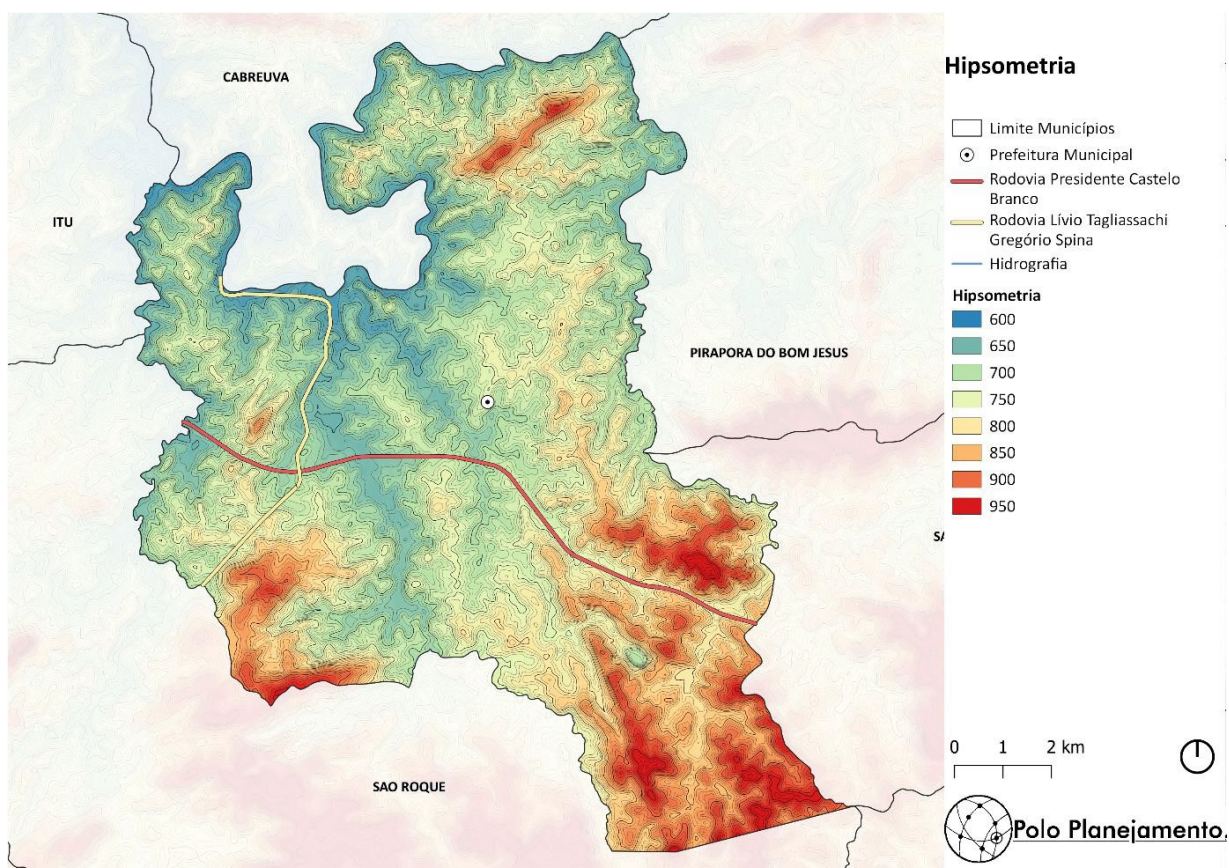 CABREUVA
ITU
PIRAPORA DO BOM JESUS
SA
SAO ROQUE
Hipsometria
Limite Municípios
Prefeitura Municipal
Rodovia Presidente Castelo
Branco
Rodovia Lívio Tagliassachi
Gregório Spina
Hidrografia
Hipsometria
600
650
700
750
800
850
900
950
0 1 2 km
Polo Planejamento.